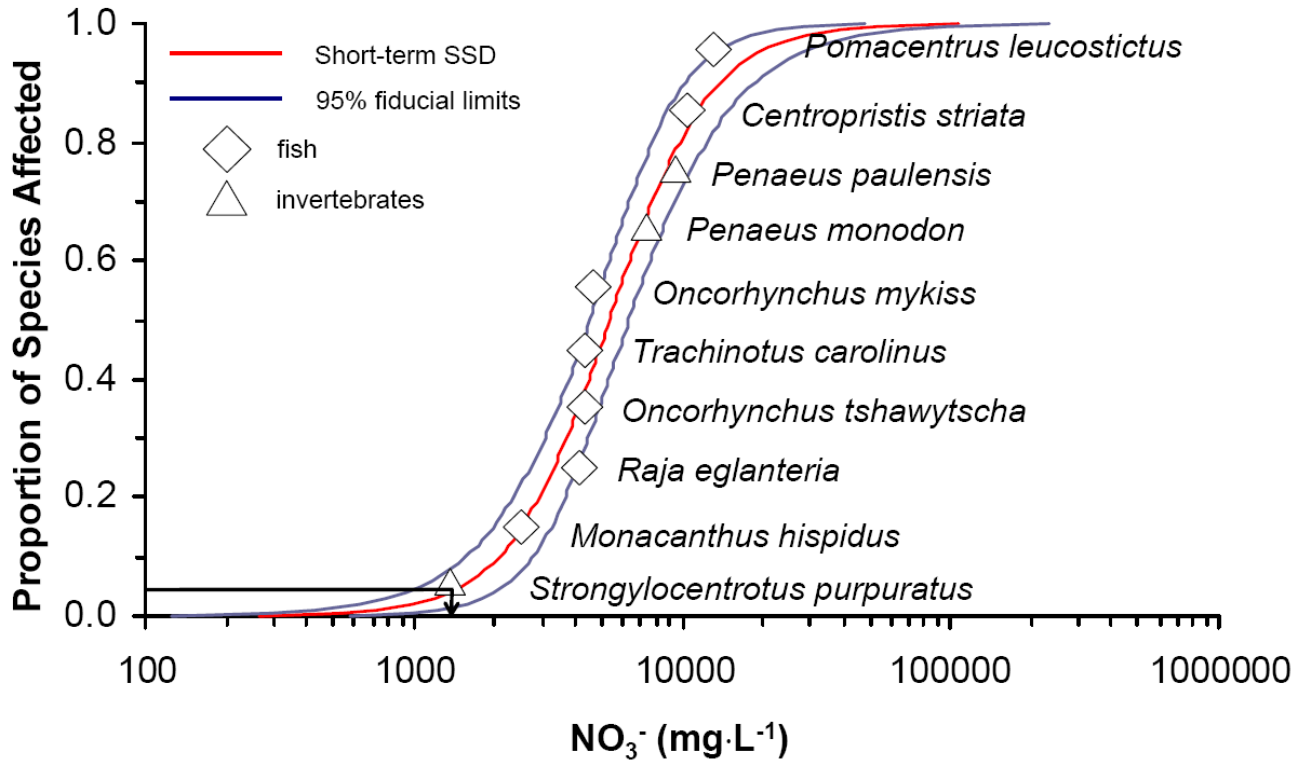 Proportion of Species Affected
1.0
0.8
0.6
0.4
0.2
0.0
Short-term SSD
95% fiducial limits
fish
invertebrates
Pomacentrus leucostictus
Centropristis striata
Penaeus paulensis
Penaeus monodon
Oncorhynchus mykiss
Trachinotus carolinus
Oncorhynchus tshawytscha
Raja eglanteria
Monacanthus hispidus
Strongylocentrotus purpuratus
100 1000 10000 100000 1000000
NO₃⁻ (mg·L⁻¹)